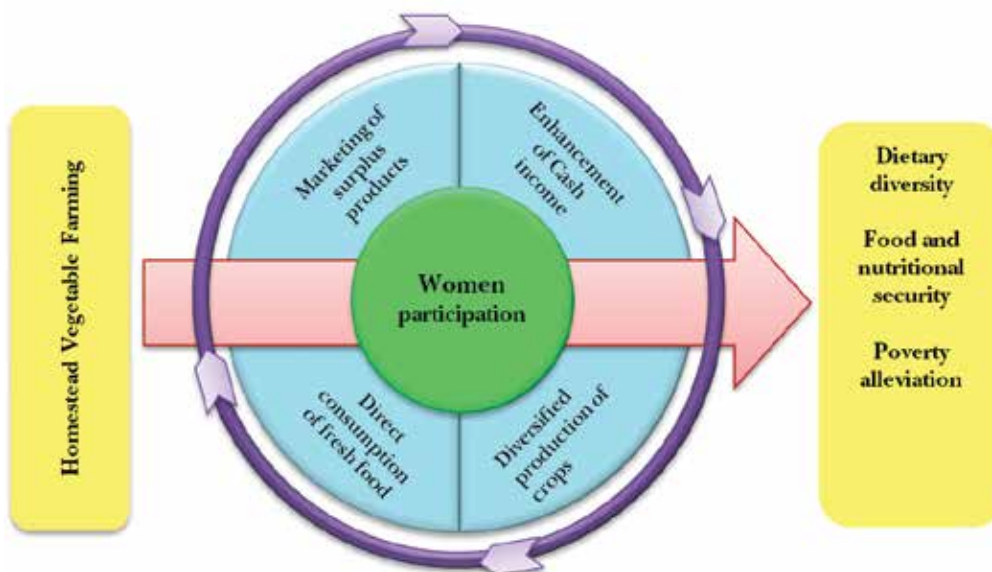 Homestead Vegetable Farming
Marketing of
surplus
products
Enhancement
of Cash
income
Women
participation
Direct
consumption
of fresh food
Diversified
production of
crops
Dietary
diversity
Food and
nutritional
security
Poverty
alleviation